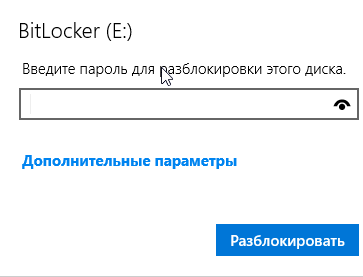 BitLocker (E:)
Введите пароль для разблокировки этого диска.
Дополнительные параметры
Разблокировать